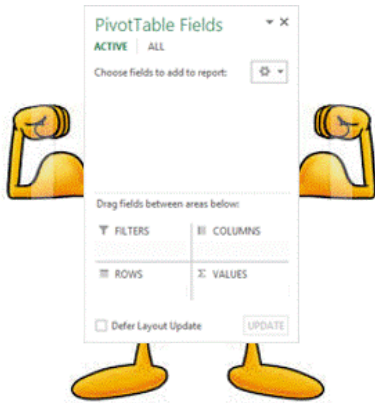 PivotTable Fields
ACTIVE ALL
Choose fields to add to report:
Drag fields between areas below:
FILTERS
COLUMNS
ROWS
Σ VALUES
Defer Layout Update
UPDATE